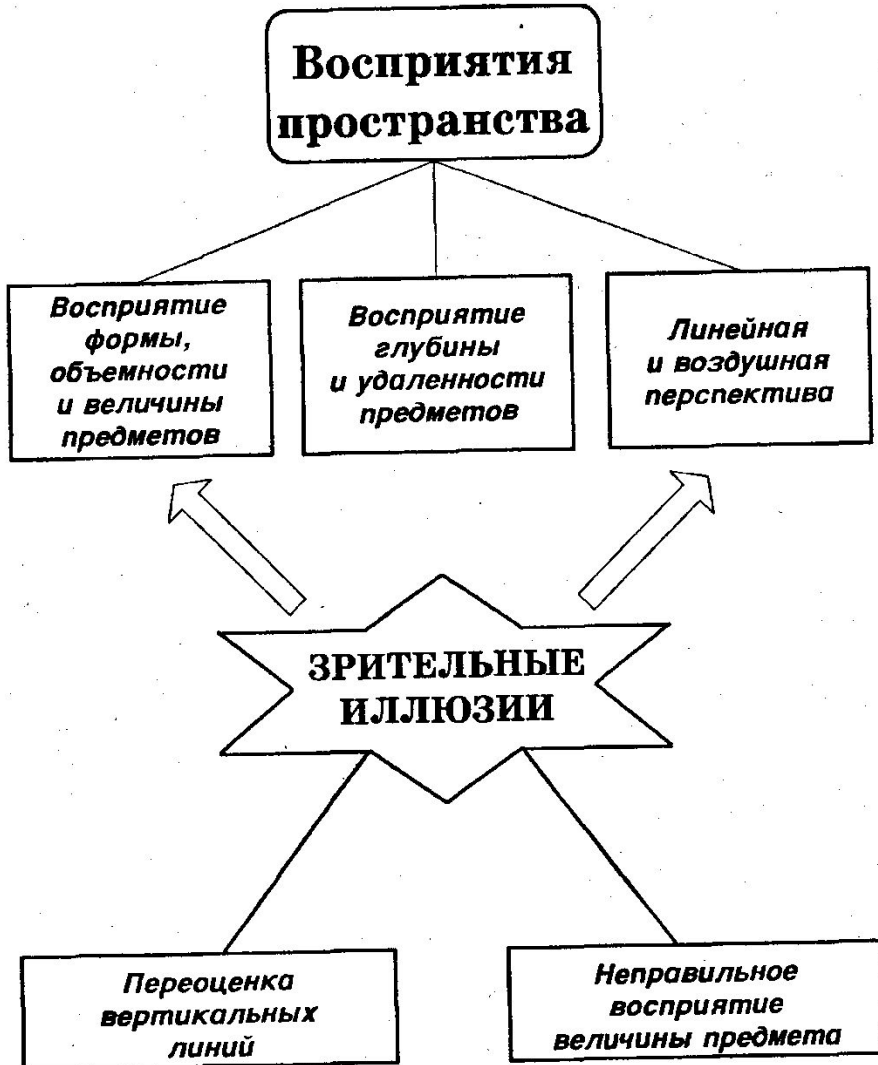 Восприятия
пространства
Восприятие
формы,
объемности
и величины
предметов
Восприятие
глубины
и удаленности
предметов
Линейная
и воздушная
перспектива
ЗРИТЕЛЬНЫЕ
ИЛЛЮЗИИ
Переоценка
вертикальных
линий
Неправильное
восприятие
величины предмета